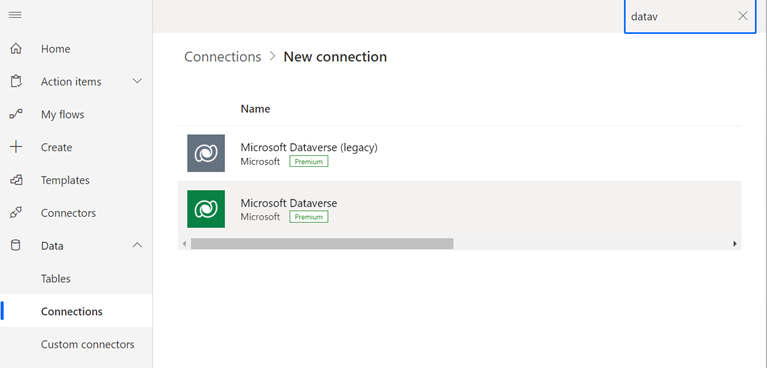 datav
Home
Action items
My flows
Create
Templates
Connectors
Data
Tables
Connections
Custom connectors
Connections > New connection
Name
Microsoft Dataverse (legacy)
Microsoft Premium
Microsoft Dataverse
Microsoft Premium